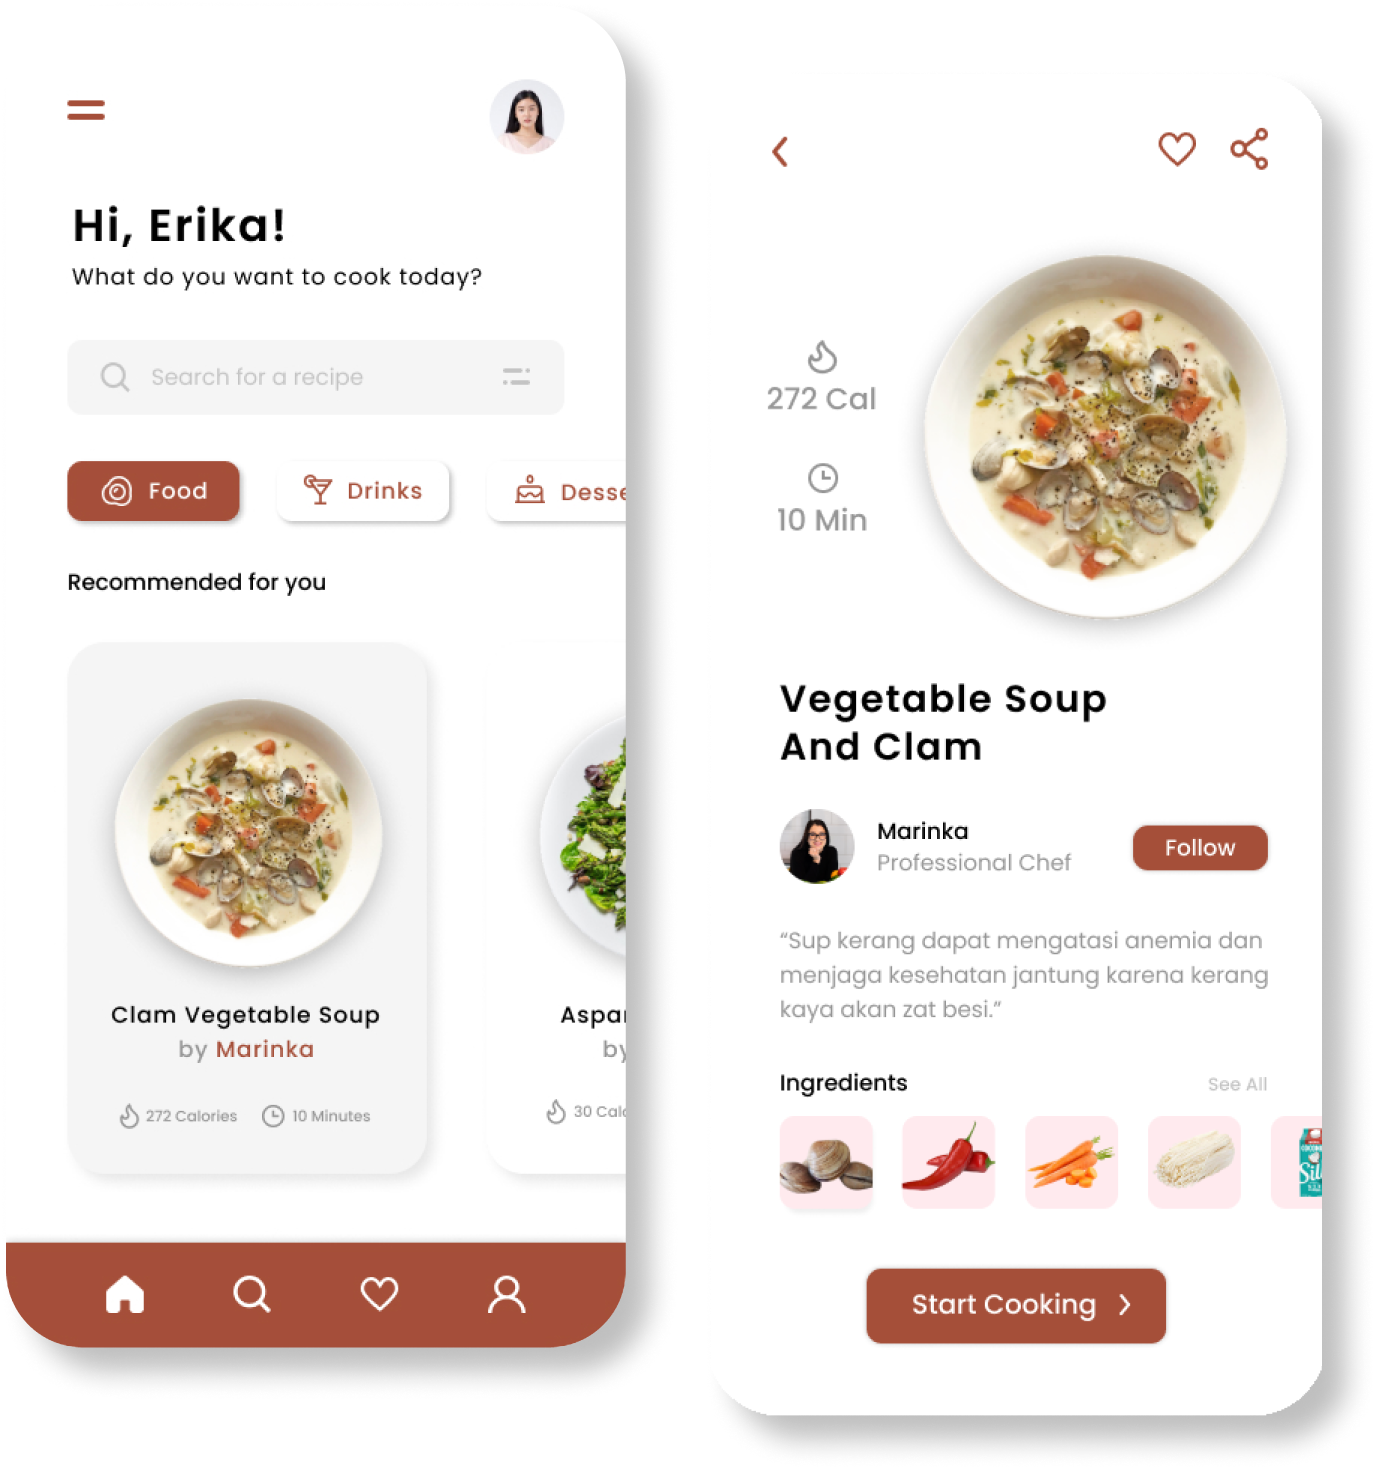 Hi, Erika!
What do you want to cook today?
Search for a recipe
Food
Drinks
Desse
Recommended for you
Clam Vegetable Soup
by Marinka
272 Calories
10 Minutes
Aspar
by
30 Calo
272 Cal
10 Min
Vegetable Soup
And Clam
Marinka
Professional Chef
Follow
“Sup kerang dapat mengatasi anemia dan
menjaga kesehatan jantung karena kerang
kaya akan zat besi.”
Ingredients
See All
Sil
Start Cooking